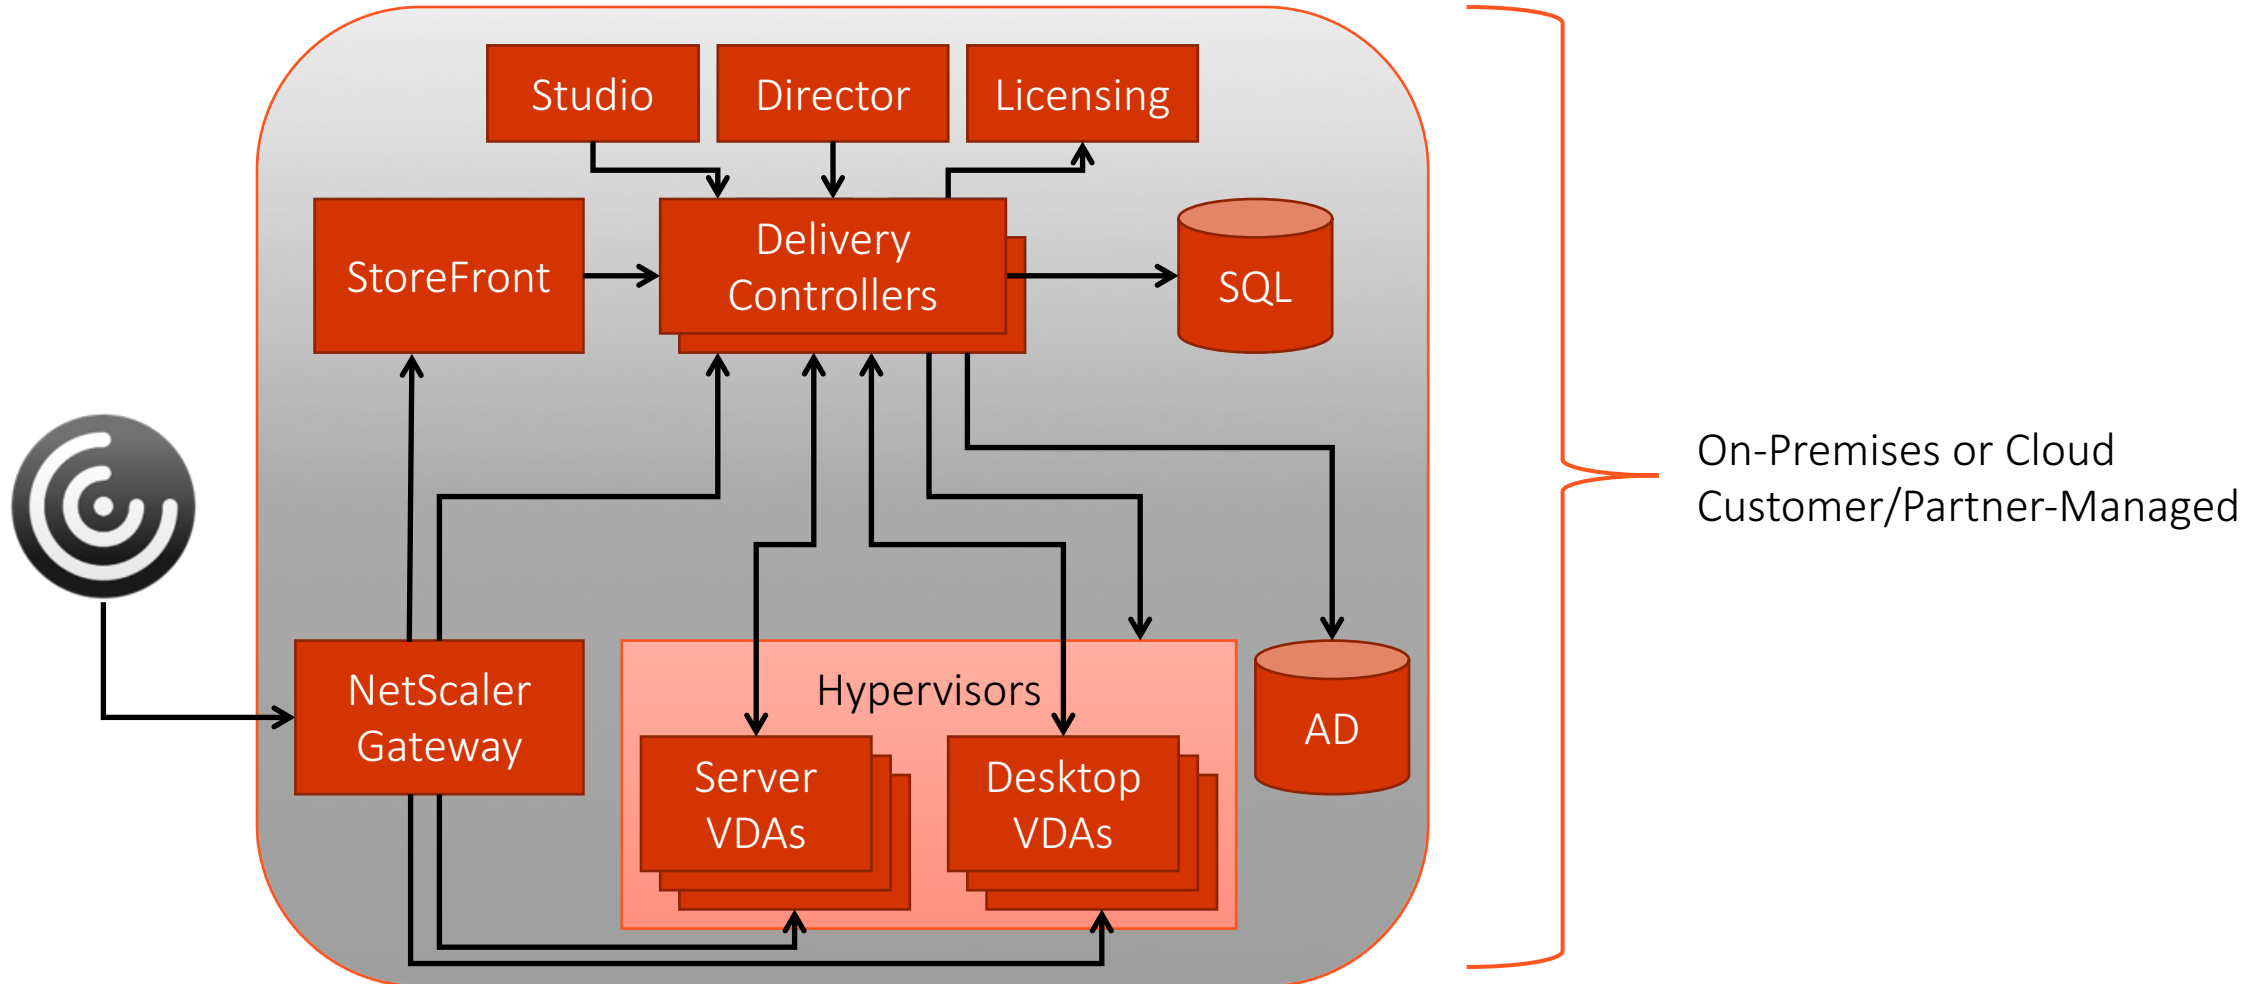 Studio
Director
Licensing
StoreFront
Delivery
Controllers
SQL
On-Premises or Cloud
Customer/Partner-Managed
NetScaler
Gateway
Hypervisors
Server
VDAs
Desktop
VDAs
AD